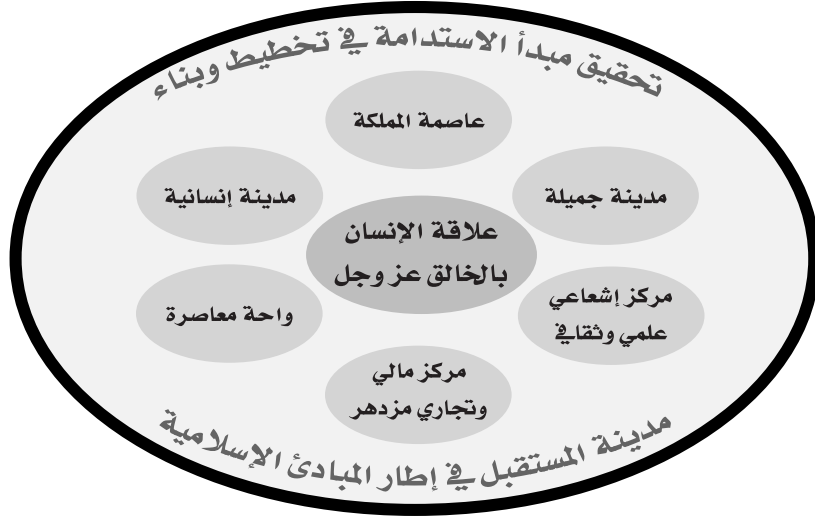 تحقيق مبدأ الاستدامة في تخطيط وبناء
عاصمة المملكة
مدينة جميلة
مدينة إنسانية
علاقة الإنسان
بالخالق عز وجل
مركز إشعاعي
علمي وثقافي
واحة معاصرة
مركز مالي
وتجاري مزدهر
مدينة المستقبل في إطار المبادئ الإسلامية